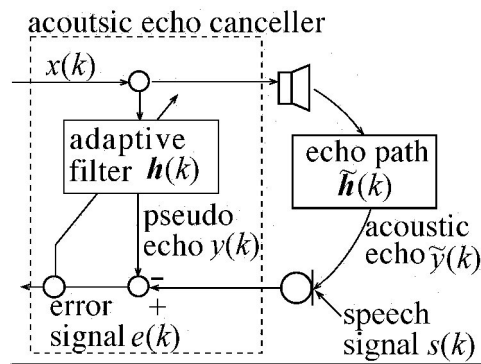 acoutsic echo canceller
x(k)
adaptive
filter h(k)
echo path
h̃(k)
pseudo
echo y(k)
acoustic
echo ỹ(k)
−
+
error
signal e(k)
speech
signal s(k)